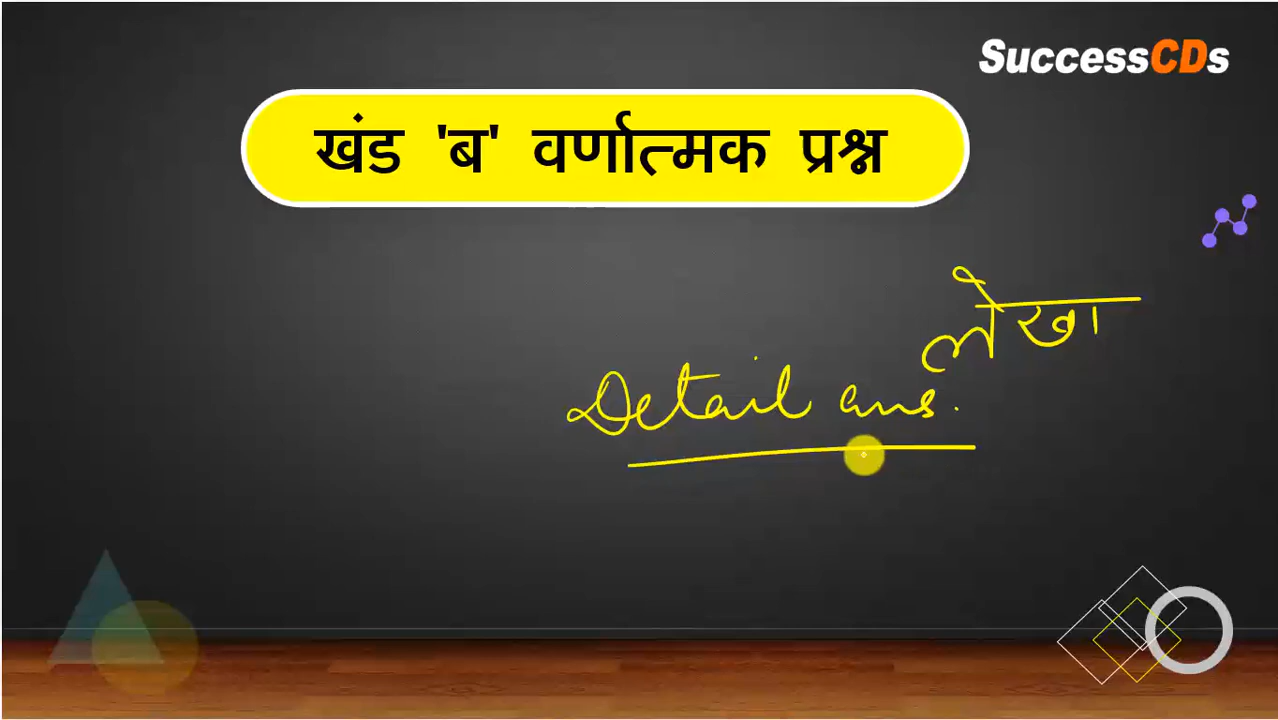 SuccessCDs
खंड 'ब' वर्णात्मक प्रश्न
लेखा
Detail ans.